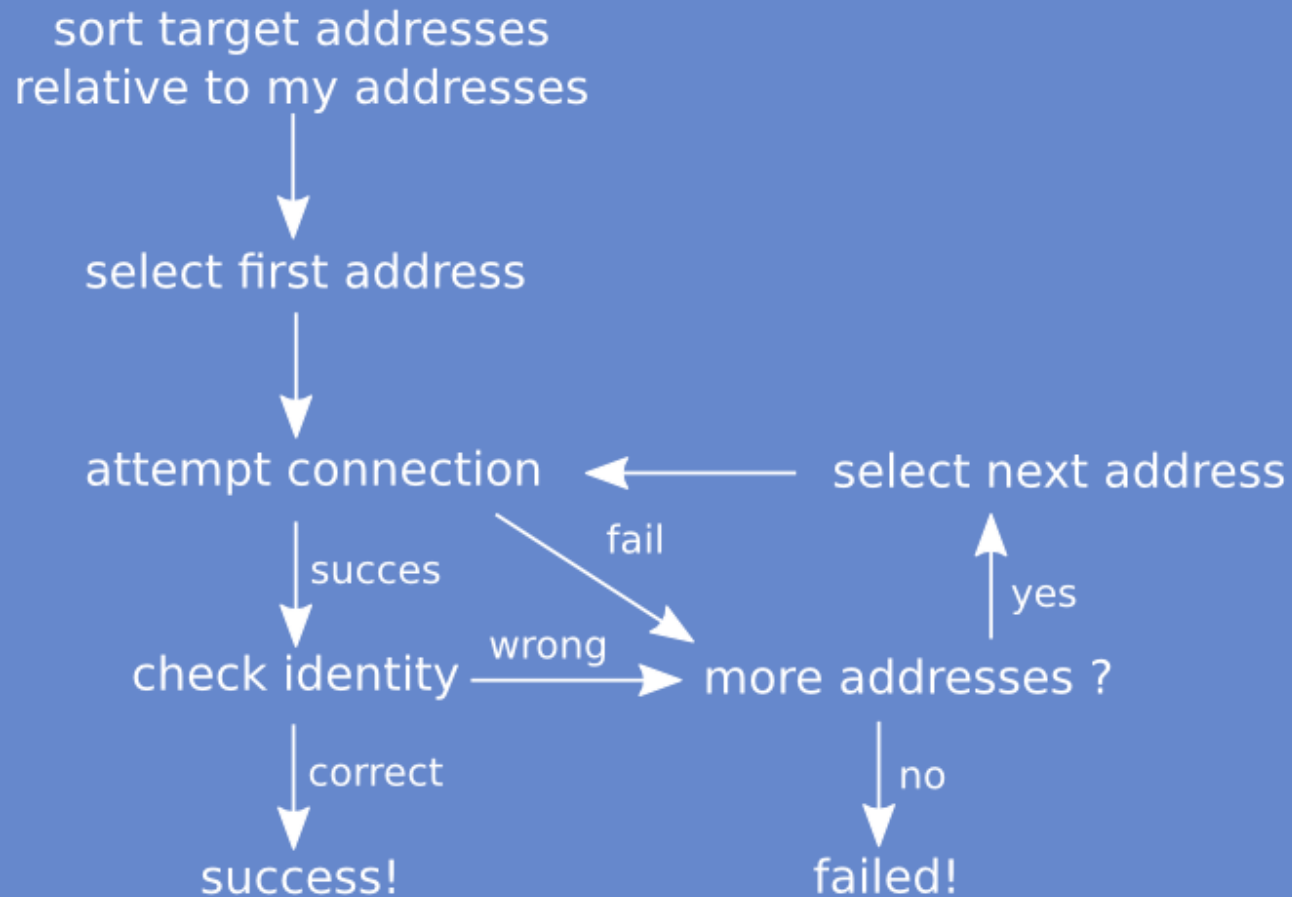 sort target addresses
relative to my addresses
select first address
attempt connection
select next address
fail
succes
yes
wrong
check identity
more addresses ?
correct
no
success!
failed!